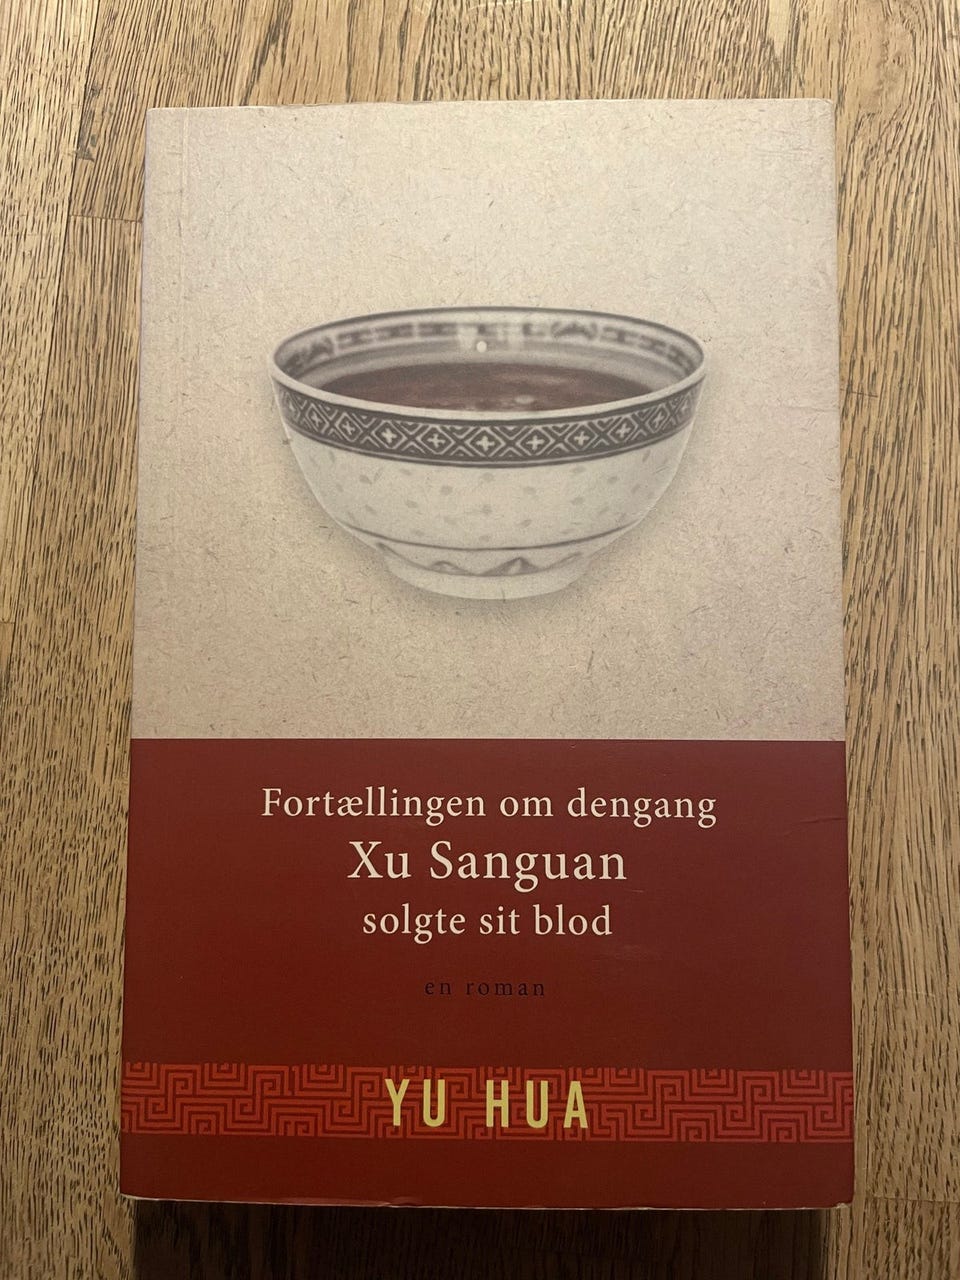 Fortællingen om dengang
Xu Sanguan
solgte sit blod
en roman
YU HUA